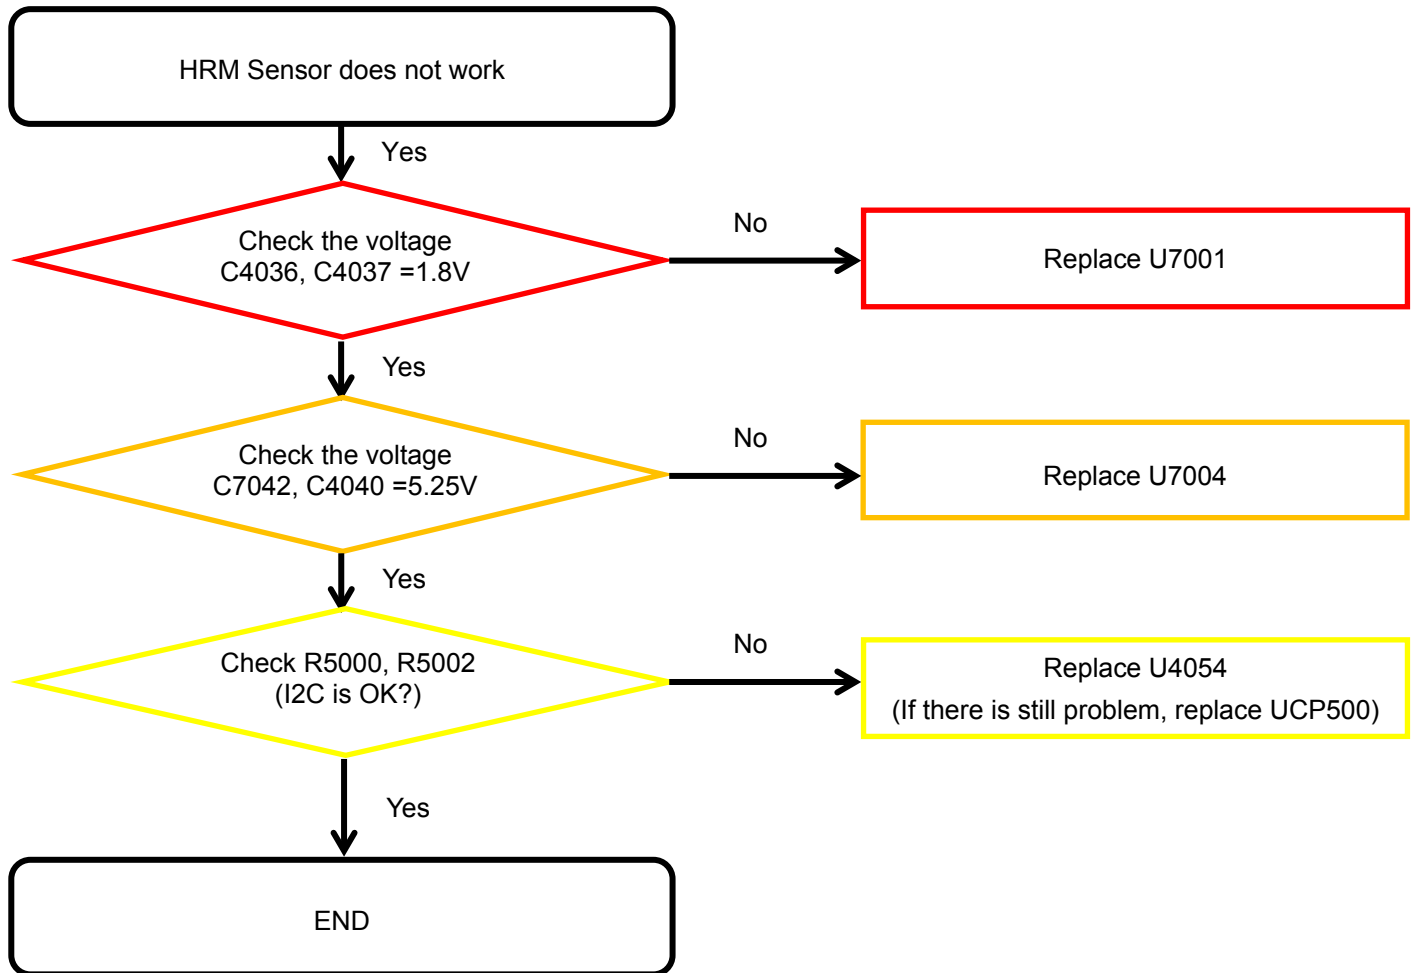 HRM Sensor does not work
Yes
Check the voltage
C4036, C4037 =1.8V
No
Replace U7001
Yes
Check the voltage
C7042, C4040 =5.25V
No
Replace U7004
Yes
Check R5000, R5002
(I2C is OK?)
No
Replace U4054
(If there is still problem, replace UCP500)
Yes
END